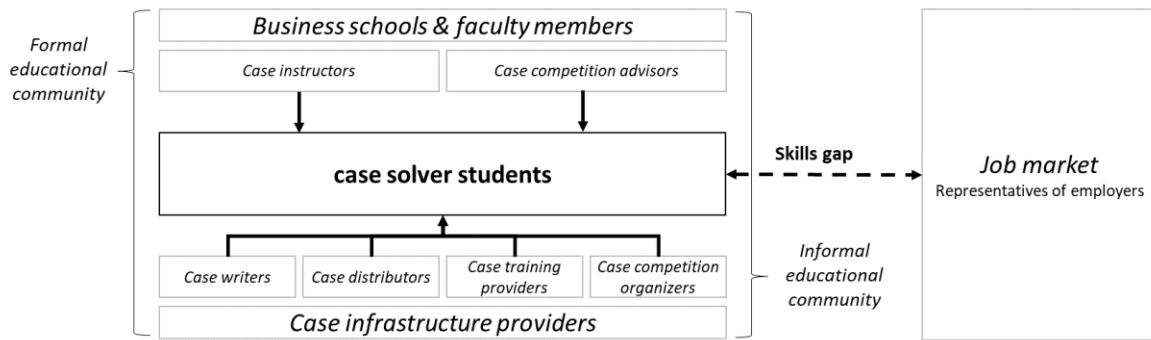 Business schools & faculty members
Formal
educational
community
Case instructors
Case competition advisors
case solver students
Skills gap
Job market
Representatives of employers
Case writers
Case distributors
Case training
providers
Case competition
organizers
Informal
educational
community
Case infrastructure providers